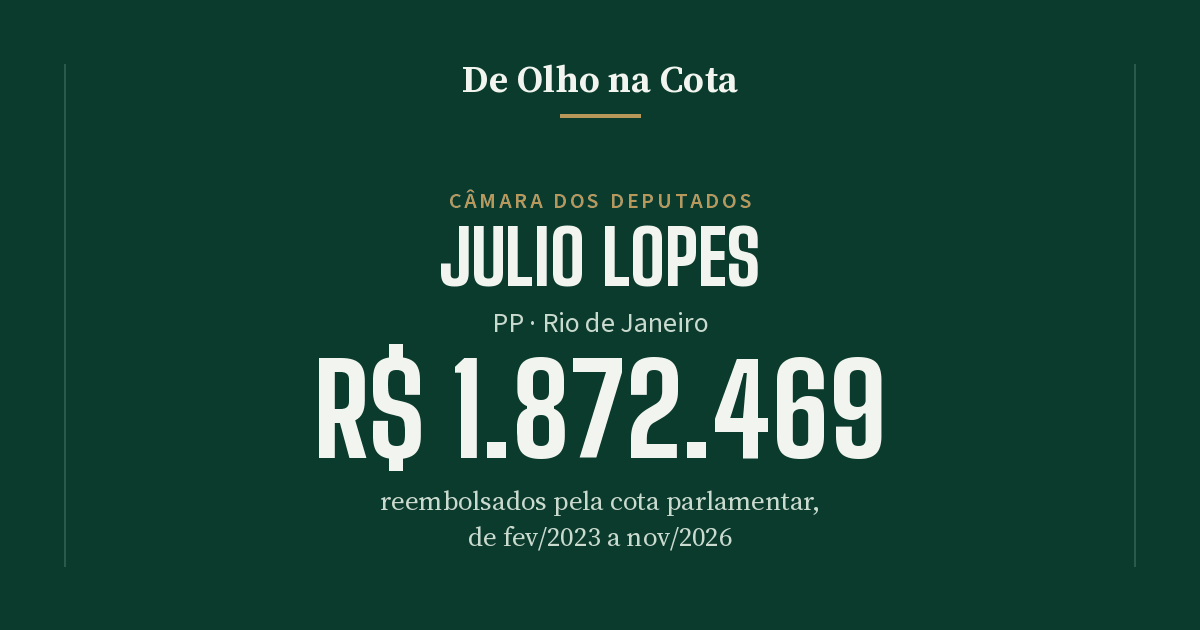 De Olho na Cota
CÂMARA DOS DEPUTADOS
JULIO LOPES
PP · Rio de Janeiro
R$ 1.872.469
reembolsados pela cota parlamentar,
de fev/2023 a nov/2026